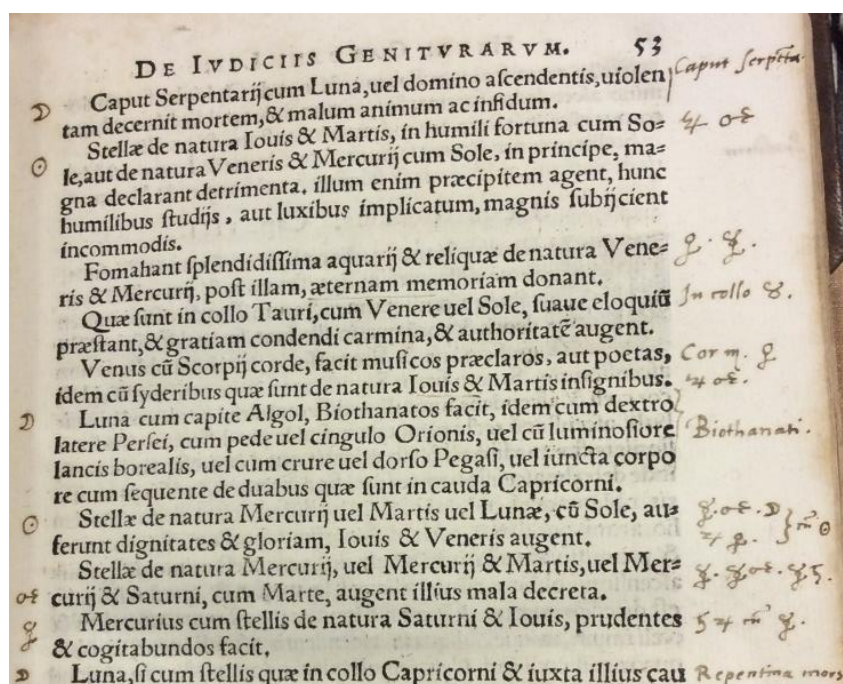 DE IVDICIIS GENITVRARVM. 53
Caput Serpentarij cum Luna, uel domino ascendentis, uiolen Caput
☽ tam decernit mortem, & malum animum ac infidum.
Stellæ de natura Iouis & Martis, in humili fortuna cum So= ♃ ♂
☉ le, aut de natura Veneris & Mercurij cum Sole, in principe, ma=
gna declarant detrimenta. illum enim præcipitem agent, hunc
humilibus studijs, aut luxibus implicatum, magnis subijcient
incommodis.
Fomahant splendidissima aquarij & reliquæ de natura Vene= ♀. ☿.
ris & Mercurij, post illam, æternam memoriam donant.
Quæ sunt in collo Tauri, cum Venere uel Sole, suaue eloquiũ In collo ♉.
præstant, & gratiam condendi carmina, & authoritatẽ augent.
Venus cũ Scorpij corde, facit musicos præclaros, aut poetas, Cor ♏. ♀
idem cũ syderibus quæ sunt de natura Iouis & Martis insignibus. ♃ ♂.
☽ Luna cum capite Algol, Biothanatos facit, idem cum dextro
latere Persei, cum pede uel cingulo Orionis, uel cũ luminosiore Biothanati.
lancis borealis, uel cum crure uel dorso Pegasi, uel iuncta corpo
re cum sequente de duabus quæ sunt in cauda Capricorni.
☉ Stellæ de natura Mercurij uel Martis uel Lunæ, cũ Sole, au= ☿. ♂. ☽
ferunt dignitates & gloriam, Iouis & Veneris augent. ♃ ♀. } cũ ☉
Stellæ de natura Mercurij, uel Mercurij & Martis, uel Mer= ☿. ☿♂. ☿♄.
♂ curij & Saturni, cum Marte, augent illius mala decreta.
☿ Mercurius cum stellis de natura Saturni & Iouis, prudentes ♄ ♃ cũ ☿.
& cogitabundos facit.
☽ Luna, si cum stellis quæ in collo Capricorni & iuxta illius cau Repentina mors